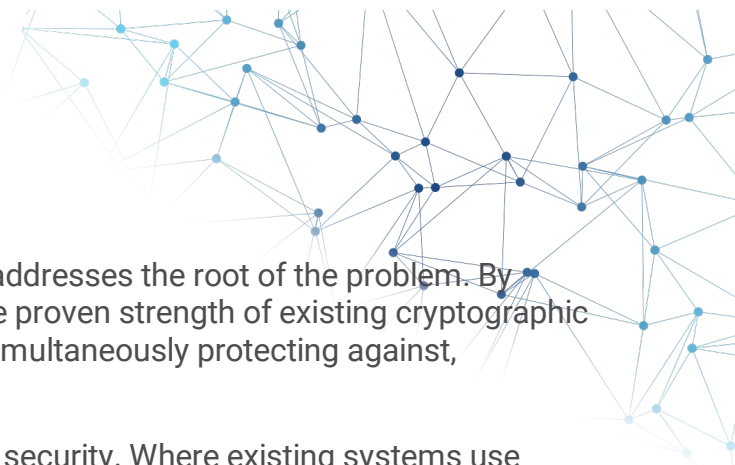 addresses the root of the problem. By
proven strength of existing cryptographic
multaneously protecting against,
security. Where existing systems use